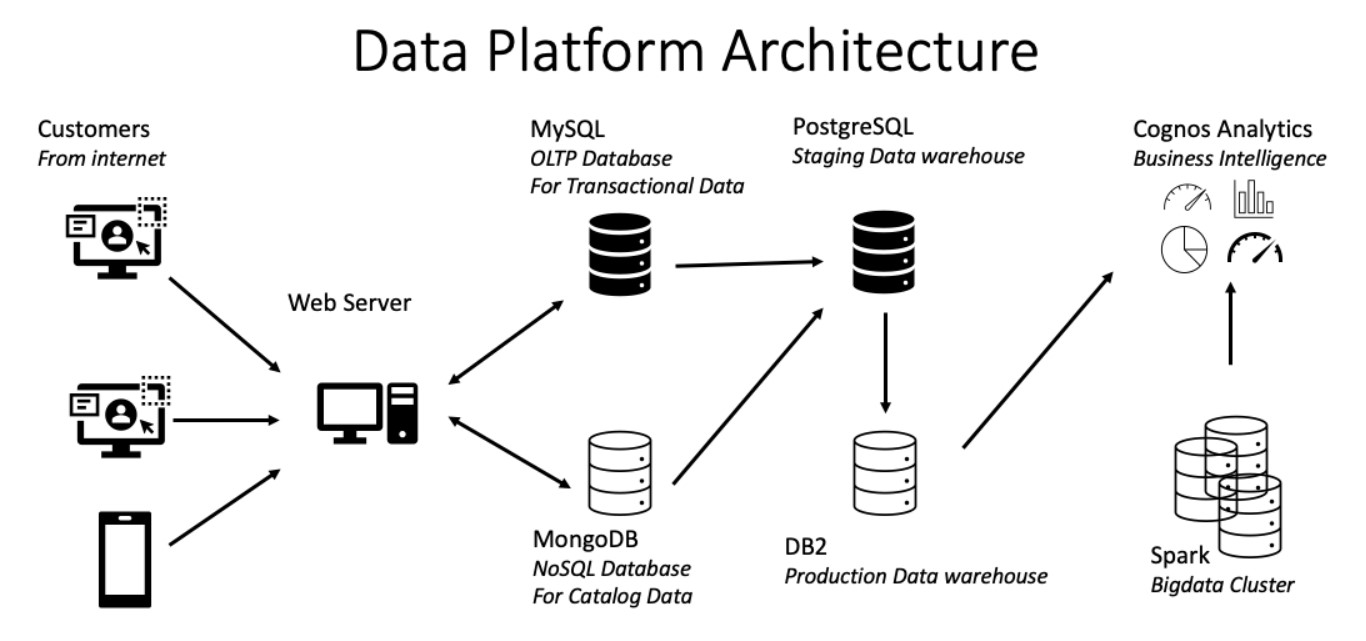 Data Platform Architecture
Customers
From internet
Web Server
MySQL
OLTP Database
For Transactional Data
MongoDB
NoSQL Database
For Catalog Data
PostgreSQL
Staging Data warehouse
DB2
Production Data warehouse
Cognos Analytics
Business Intelligence
Spark
Bigdata Cluster